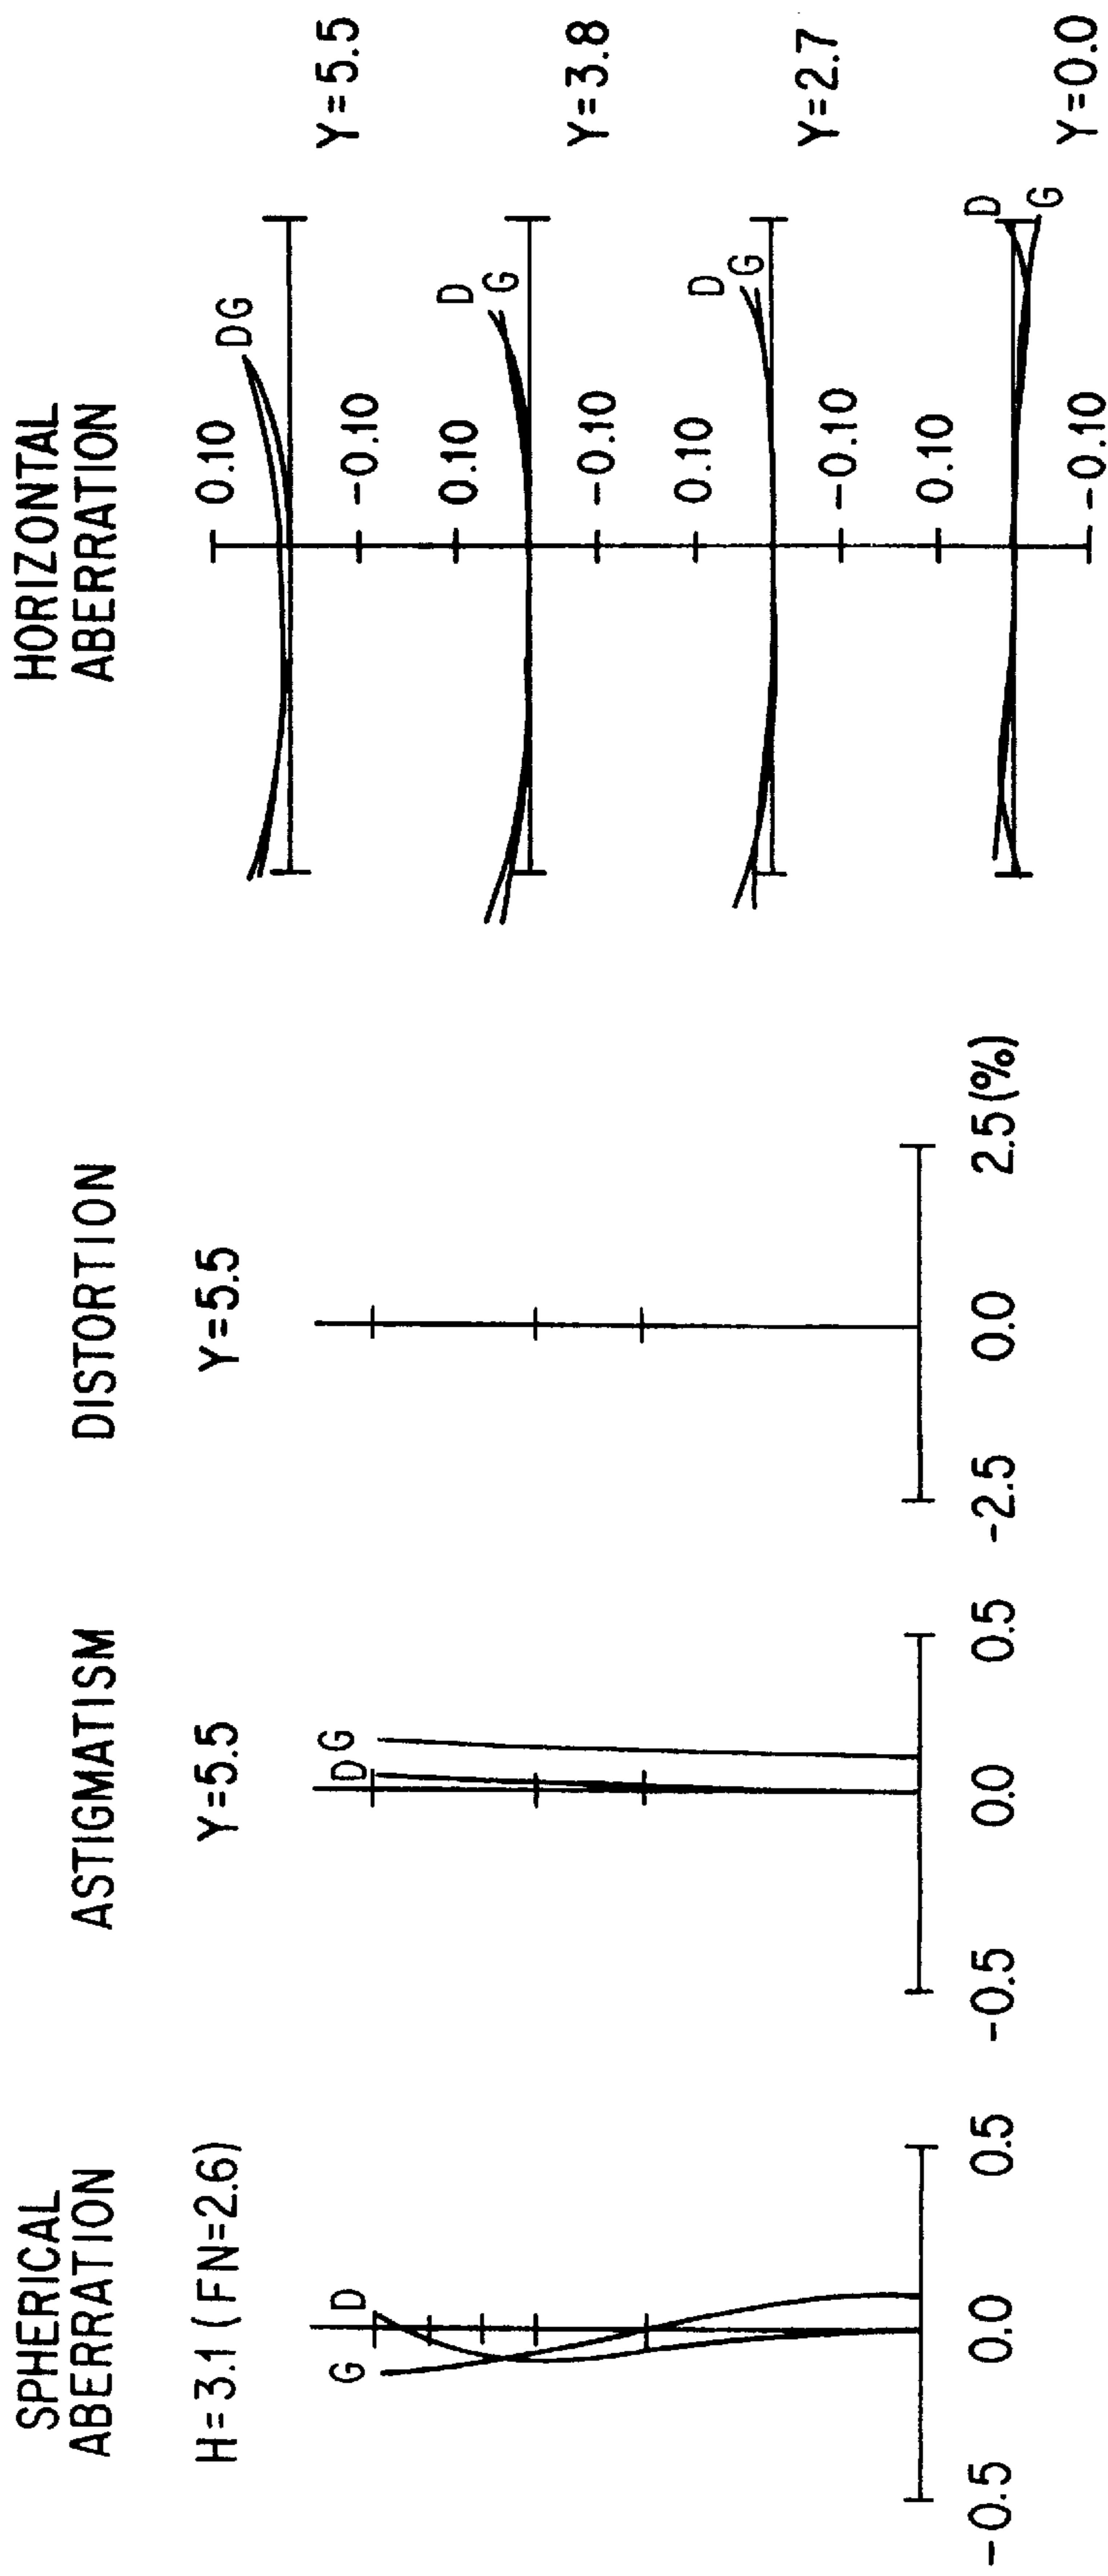 SPHERICAL
ABERRATION
H=3.1 (FN=2.6)
G
D
-0.5
0.0
0.5
ASTIGMATISM
Y=5.5
D
G
-0.5
0.0
0.5
DISTORTION
Y=5.5
-2.5
0.0
2.5(%)
HORIZONTAL
ABERRATION
0.10
DG
-0.10
Y=5.5
0.10
D
G
-0.10
Y=3.8
0.10
D
G
-0.10
Y=2.7
0.10
D
G
-0.10
Y=0.0